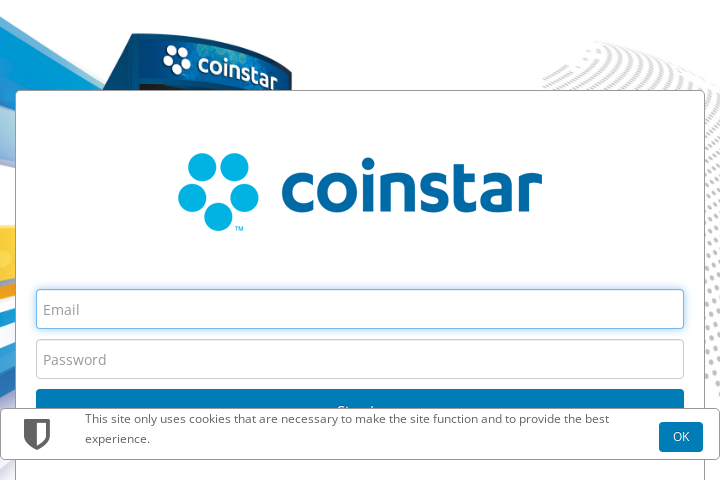 coinstar
coinstar
TM
Email
Password
This site only uses cookies that are necessary to make the site function and to provide the best
experience.
OK